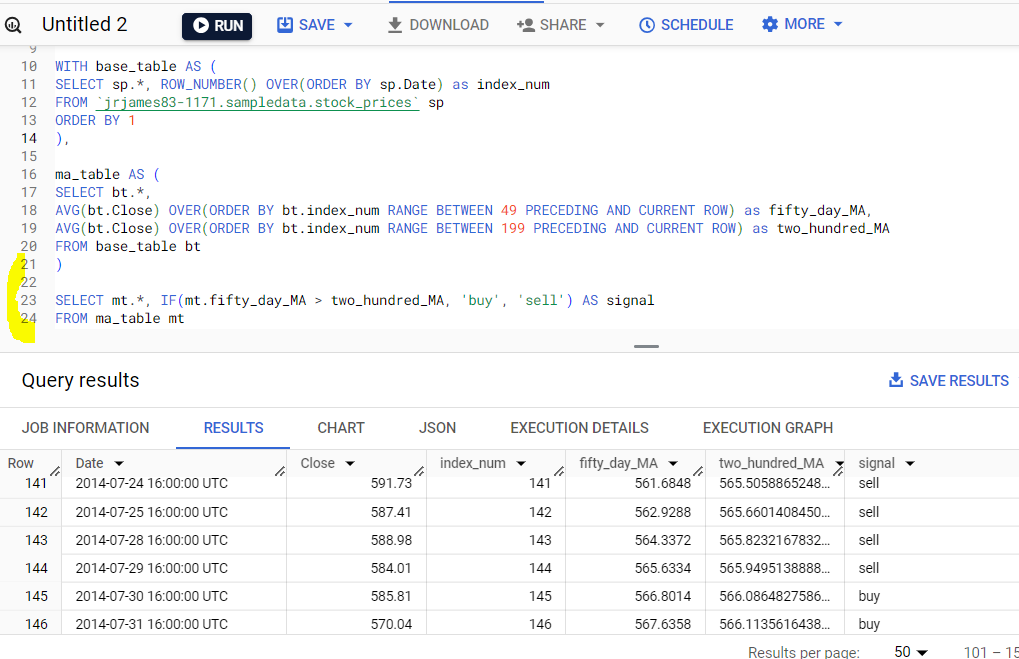 Untitled 2 RUN SAVE DOWNLOAD SHARE SCHEDULE MORE
9
10 WITH base_table AS (
11 SELECT sp.*, ROW_NUMBER() OVER(ORDER BY sp.Date) as index_num
12 FROM `jrjames83-1171.sampledata.stock_prices` sp
13 ORDER BY 1
14 ),
15
16 ma_table AS (
17 SELECT bt.*,
18 AVG(bt.Close) OVER(ORDER BY bt.index_num RANGE BETWEEN 49 PRECEDING AND CURRENT ROW) as fifty_day_MA,
19 AVG(bt.Close) OVER(ORDER BY bt.index_num RANGE BETWEEN 199 PRECEDING AND CURRENT ROW) as two_hundred_MA
20 FROM base_table bt
21 )
22
23 SELECT mt.*, IF(mt.fifty_day_MA > two_hundred_MA, 'buy', 'sell') AS signal
24 FROM ma_table mt
Query results SAVE RESULTS
JOB INFORMATION RESULTS CHART JSON EXECUTION DETAILS EXECUTION GRAPH
Row Date Close index_num fifty_day_MA two_hundred_MA signal
141 2014-07-24 16:00:00 UTC 591.73 141 561.6848 565.5058865248... sell
142 2014-07-25 16:00:00 UTC 587.41 142 562.9288 565.6601408450... sell
143 2014-07-28 16:00:00 UTC 588.98 143 564.3372 565.8232167832... sell
144 2014-07-29 16:00:00 UTC 584.01 144 565.6334 565.9495138888... sell
145 2014-07-30 16:00:00 UTC 585.81 145 566.8014 566.0864827586... buy
146 2014-07-31 16:00:00 UTC 570.04 146 567.6358 566.1135616438... buy
Results per page: 50 101 – 15